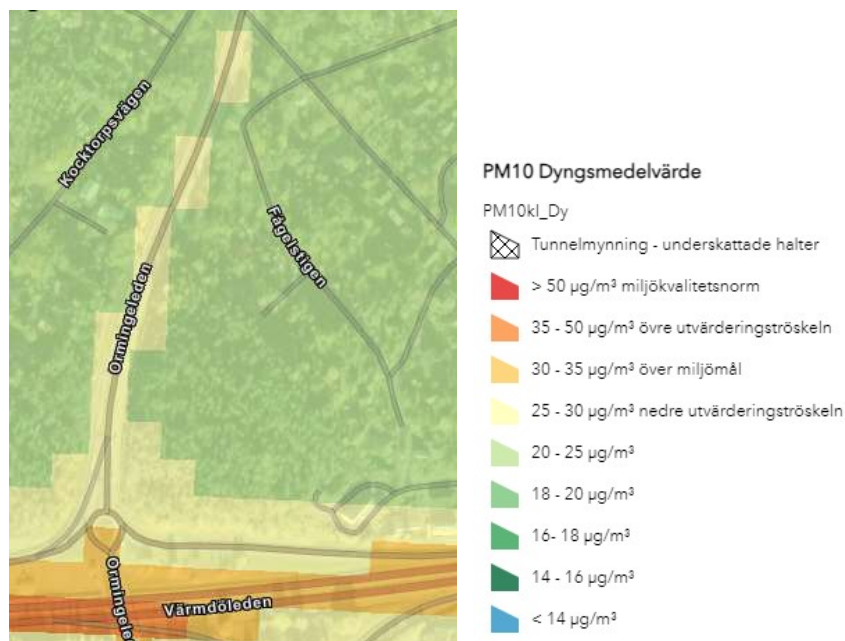 Kocktorpsvägen
Fågelstigen
Ormingeleden
Värmdöleden
PM10 Dyngsmedelvärde
PM10kl_Dy
Tunnelmynning - underskattade halter
> 50 µg/m³ miljökvalitetsnorm
35 - 50 µg/m³ övre utvärderingströskeln
30 - 35 µg/m³ över miljömål
25 - 30 µg/m³ nedre utvärderingströskeln
20 - 25 µg/m³
18 - 20 µg/m³
16- 18 µg/m³
14 - 16 µg/m³
< 14 µg/m³